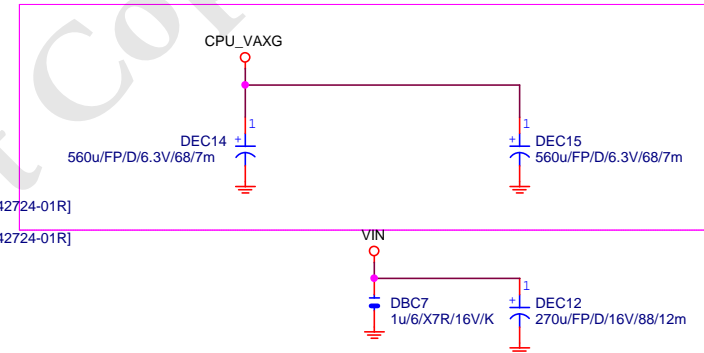 CPU_VAXG
1
DEC14 +
560u/FP/D/6.3V/68/7m
1
+ DEC15
560u/FP/D/6.3V/68/7m
42724-01R]
42724-01R]
VIN
DBC7
1u/6/X7R/16V/K
1
+ DEC12
270u/FP/D/16V/88/12m
t Co